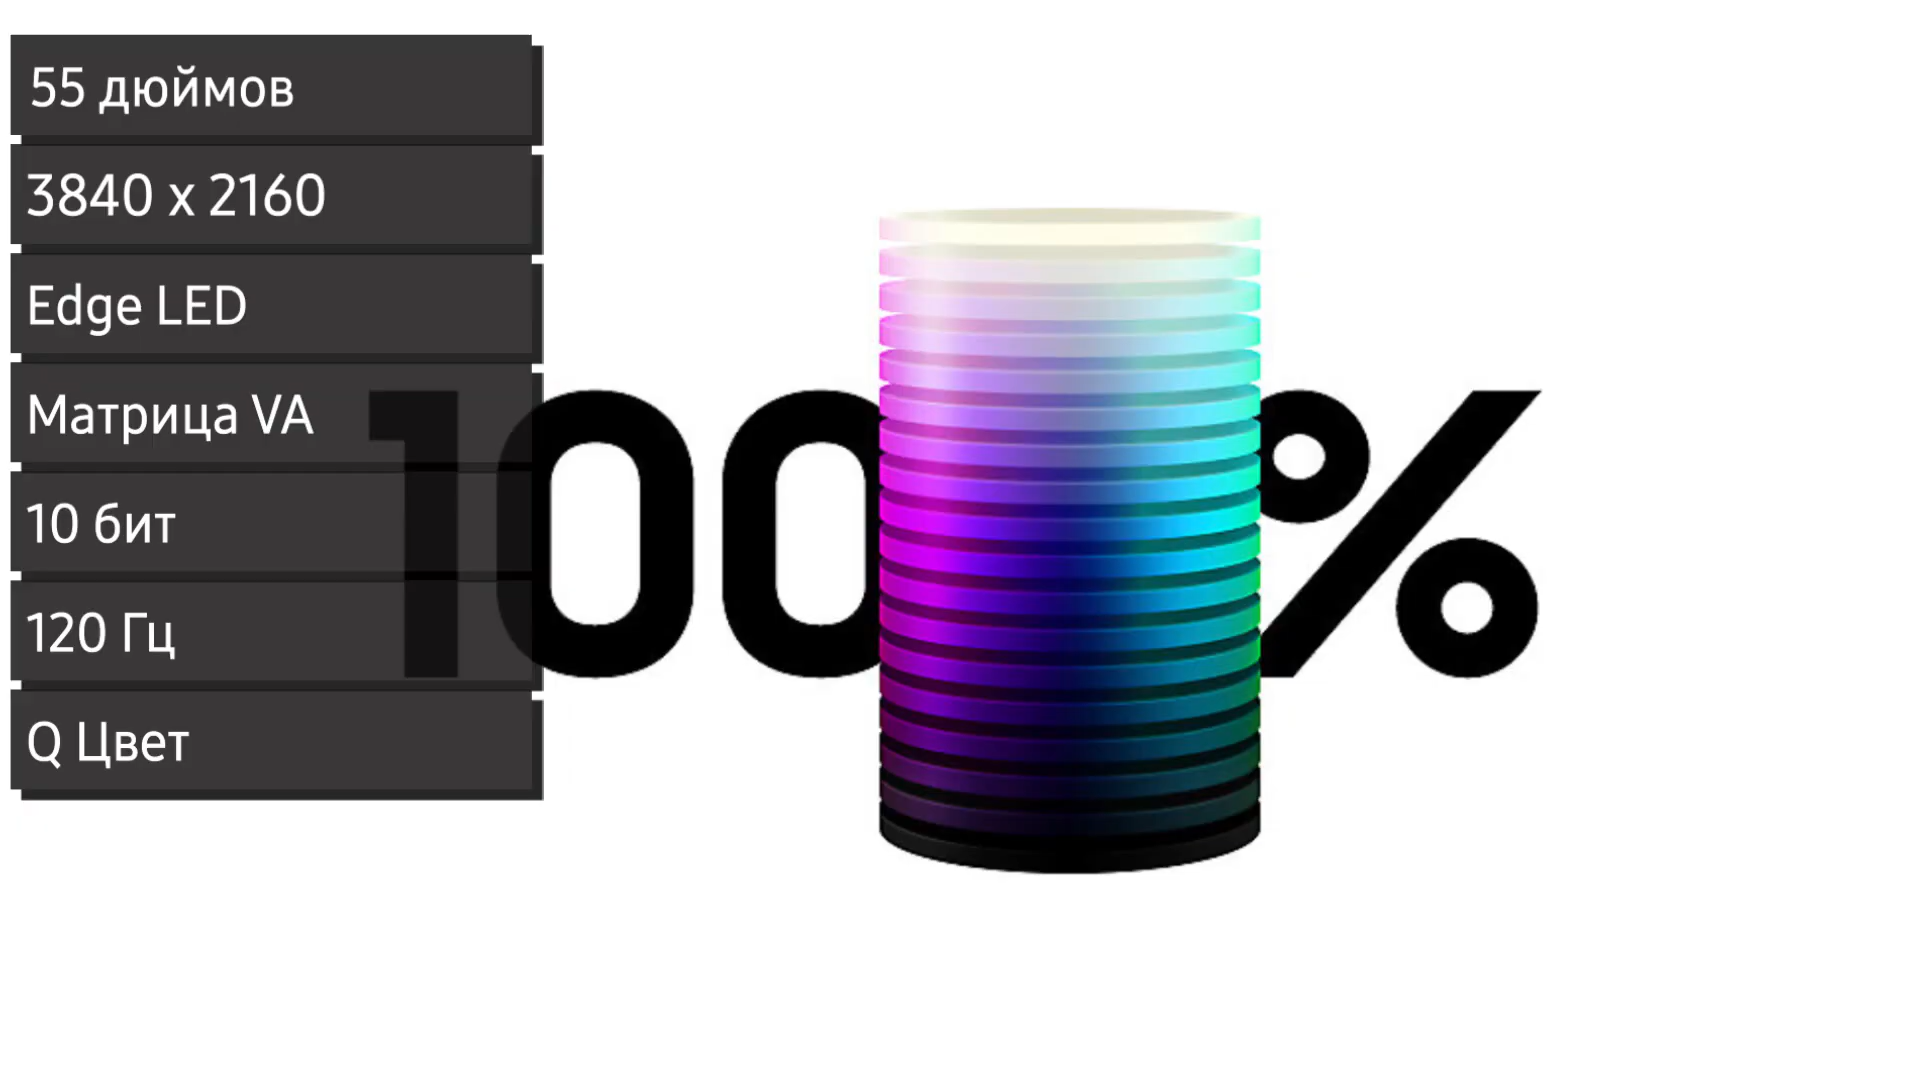 55 дюймов
3840 x 2160
Edge LED
Матрица VA
10 бит
120 Гц
Q Цвет
100%